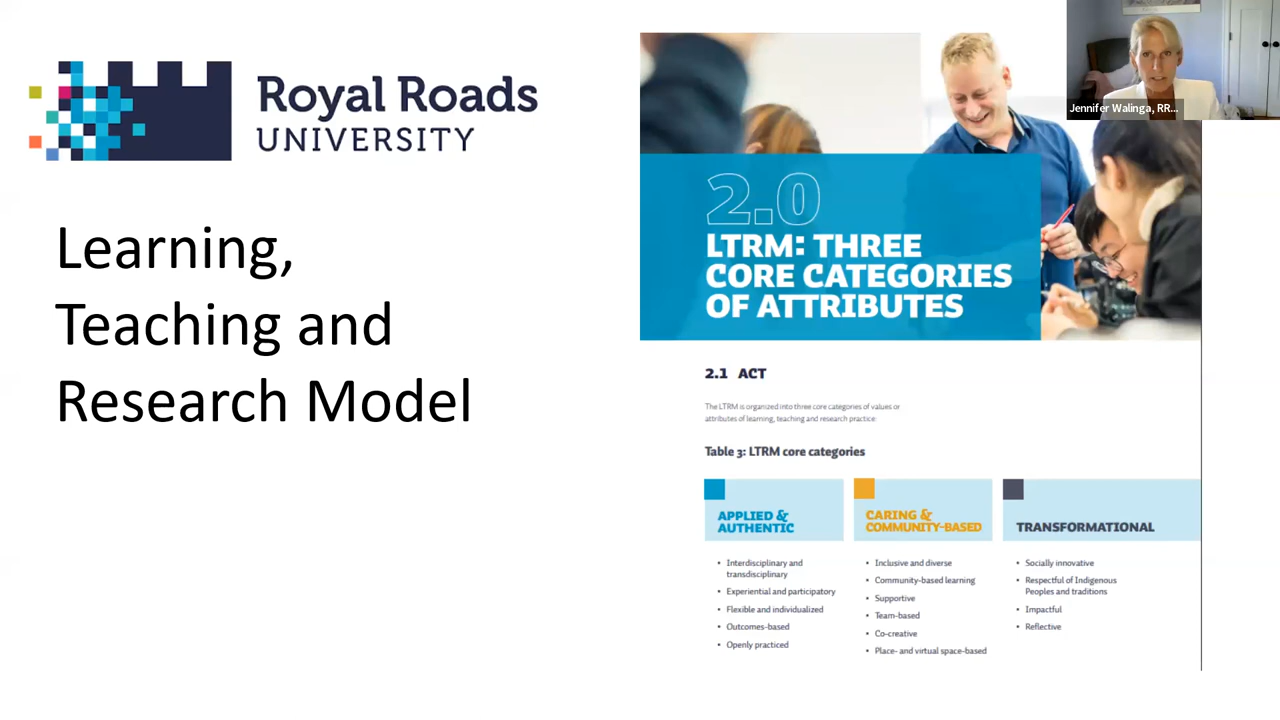 Royal Roads
UNIVERSITY
Learning,
Teaching and
Research Model
Jennifer Walinga, RR...
2.0
LTRM: THREE
CORE CATEGORIES
OF ATTRIBUTES
2.1 ACT
The LTRM is organized into three core categories of values or
attributes of learning, teaching and research practice:
Table 3: LTRM core categories
APPLIED &
AUTHENTIC
• Interdisciplinary and
transdisciplinary
• Experiential and participatory
• Flexible and individualized
• Outcomes-based
• Openly practiced
CARING &
COMMUNITY-BASED
• Inclusive and diverse
• Community-based learning
• Supportive
• Team-based
• Co-creative
• Place- and virtual space-based
TRANSFORMATIONAL
• Socially innovative
• Respectful of Indigenous
Peoples and traditions
• Impactful
• Reflective